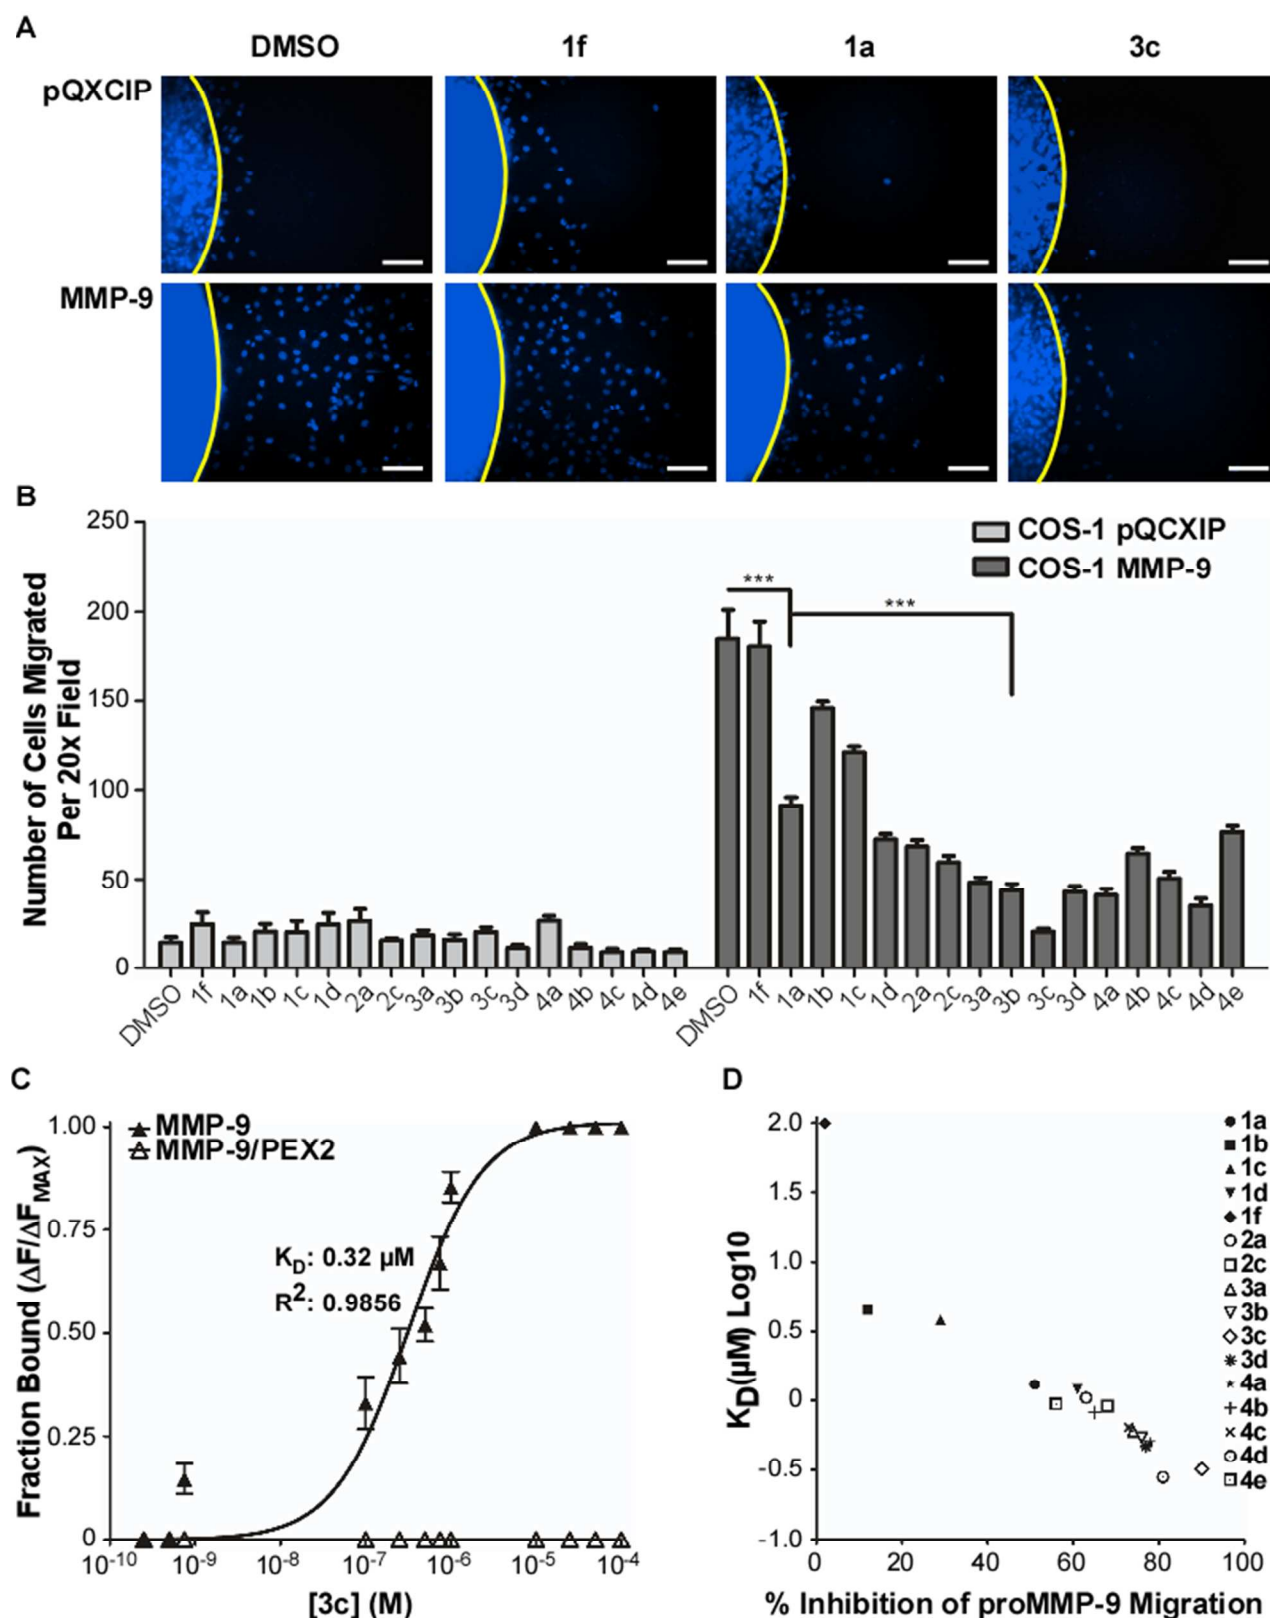 A
DMSO 1f 1a 3c
pQXCIP
MMP-9
B
Number of Cells Migrated
Per 20x Field
250
200
150
100
50
0
COS-1 pQCXIP
COS-1 MMP-9
*** ***
DMSO 1f 1a 1b 1c 1d 2a 2c 3a 3b 3c 3d 4a 4b 4c 4d 4e DMSO 1f 1a 1b 1c 1d 2a 2c 3a 3b 3c 3d 4a 4b 4c 4d 4e
C
Fraction Bound (ΔF/ΔF_MAX)
1.00
0.75
0.50
0.25
0
MMP-9
MMP-9/PEX2
K_D: 0.32 µM
R²: 0.9856
10^-10 10^-9 10^-8 10^-7 10^-6 10^-5 10^-4
[3c] (M)
D
K_D(µM) Log10
2.0
1.5
1.0
0.5
0
-0.5
-1.0
0 20 40 60 80 100
% Inhibition of proMMP-9 Migration
1a
1b
1c
1d
1f
2a
2c
3a
3b
3c
3d
4a
4b
4c
4d
4e